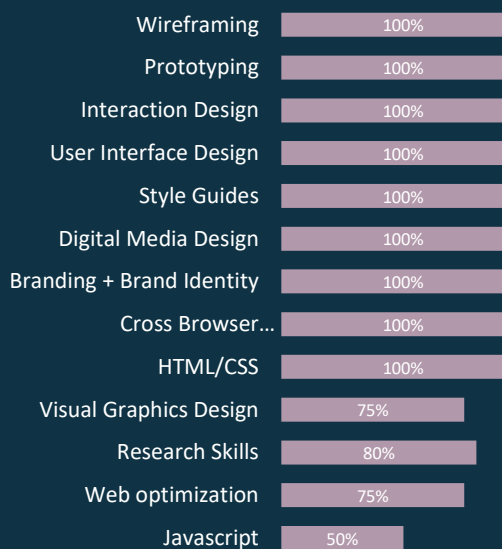 Wireframing 100%
Prototyping 100%
Interaction Design 100%
User Interface Design 100%
Style Guides 100%
Digital Media Design 100%
Branding + Brand Identity 100%
Cross Browser... 100%
HTML/CSS 100%
Visual Graphics Design 75%
Research Skills 80%
Web optimization 75%
Javascript 50%